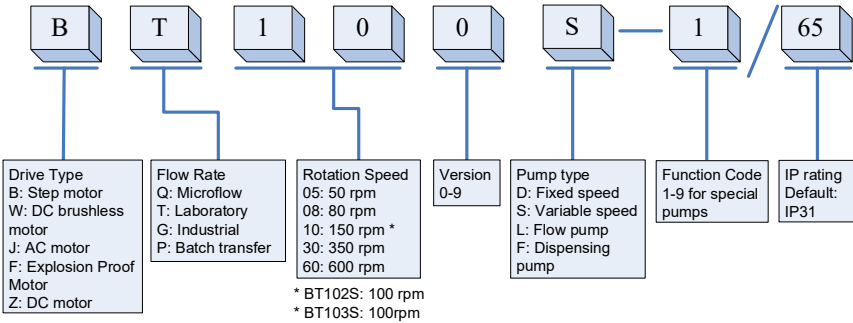 B T 1 0 0 S - 1 / 65
Drive Type
B: Step motor
W: DC brushless
motor
J: AC motor
F: Explosion Proof
Motor
Z: DC motor
Flow Rate
Q: Microflow
T: Laboratory
G: Industrial
P: Batch transfer
Rotation Speed
05: 50 rpm
08: 80 rpm
10: 150 rpm *
30: 350 rpm
60: 600 rpm
* BT102S: 100 rpm
* BT103S: 100rpm
Version
0-9
Pump type
D: Fixed speed
S: Variable speed
L: Flow pump
F: Dispensing
pump
Function Code
1-9 for special
pumps
IP rating
Default:
IP31